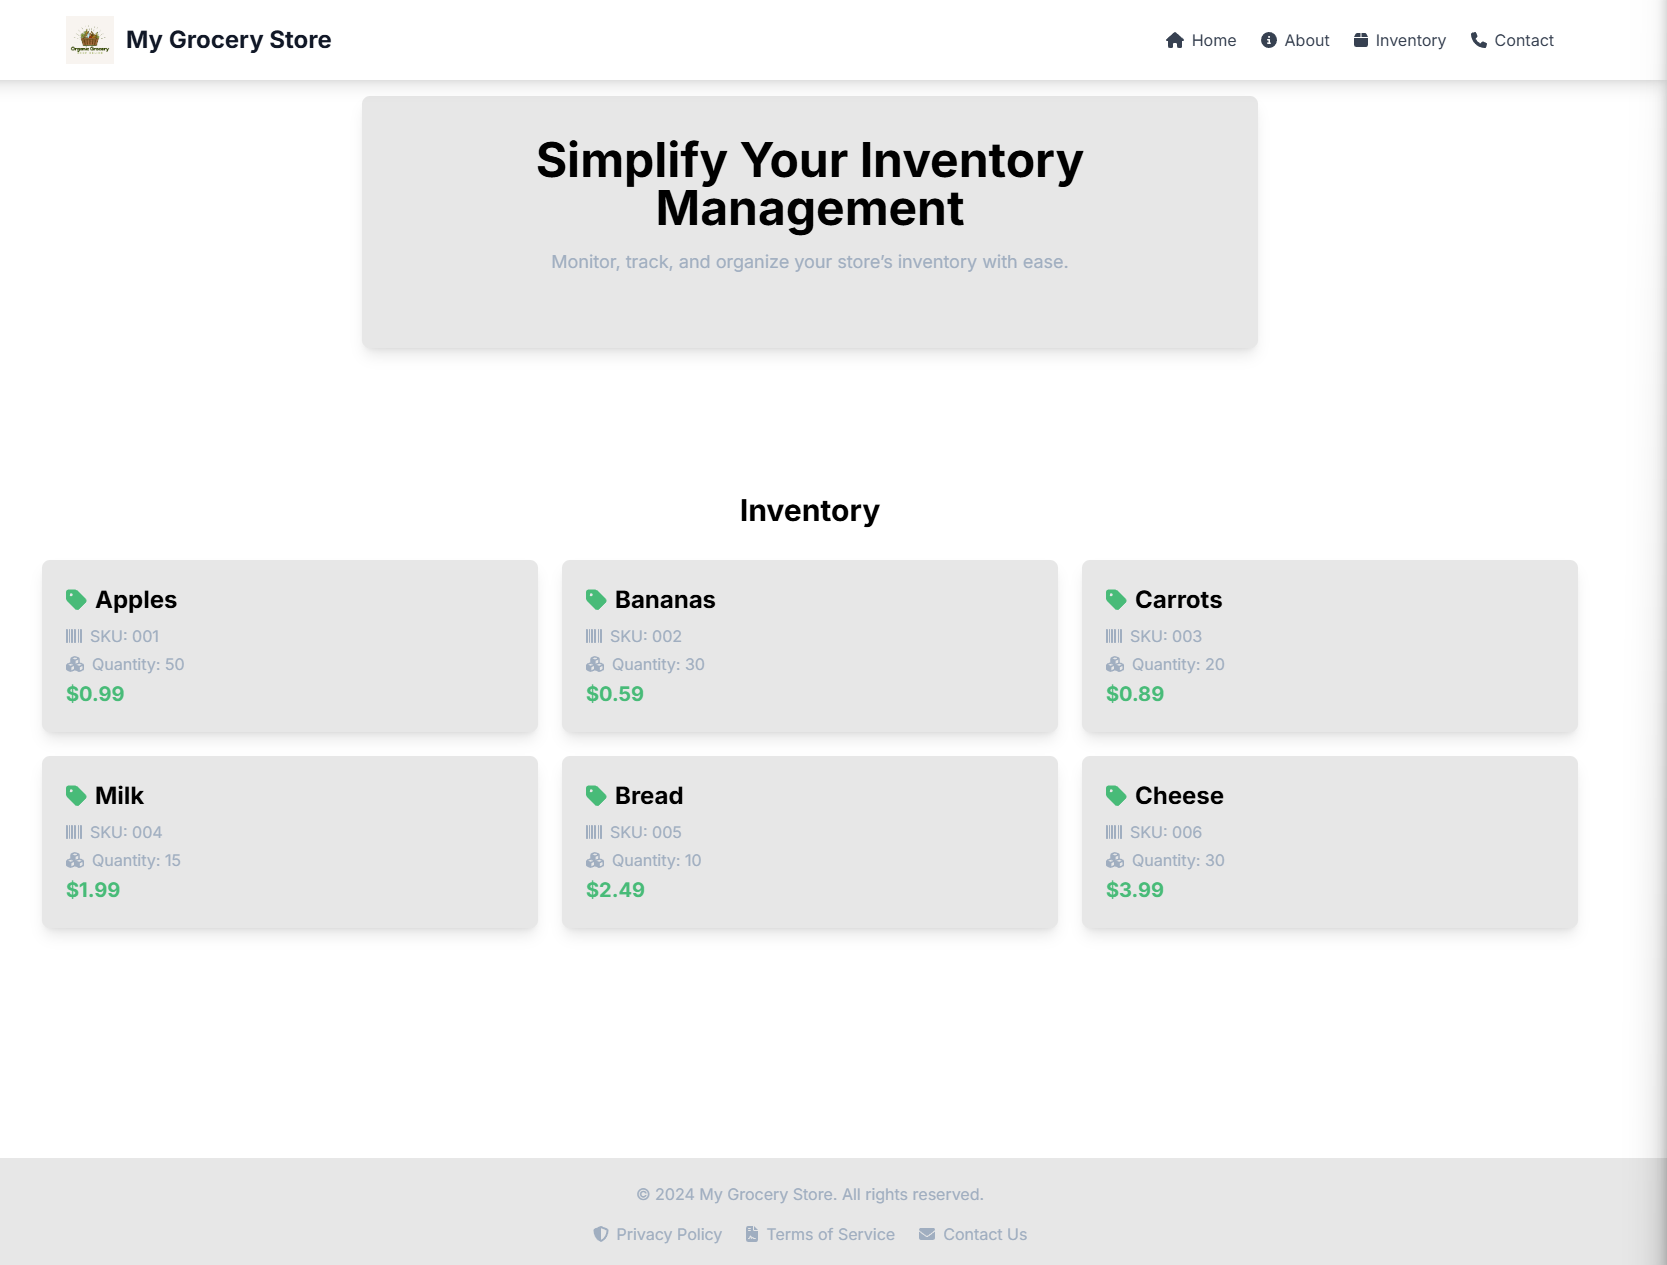 Organic Grocery
My Grocery Store
Home
About
Inventory
Contact
Simplify Your Inventory
Management
Monitor, track, and organize your store’s inventory with ease.
Inventory
Apples
SKU: 001
Quantity: 50
$0.99
Bananas
SKU: 002
Quantity: 30
$0.59
Carrots
SKU: 003
Quantity: 20
$0.89
Milk
SKU: 004
Quantity: 15
$1.99
Bread
SKU: 005
Quantity: 10
$2.49
Cheese
SKU: 006
Quantity: 30
$3.99
© 2024 My Grocery Store. All rights reserved.
Privacy Policy
Terms of Service
Contact Us